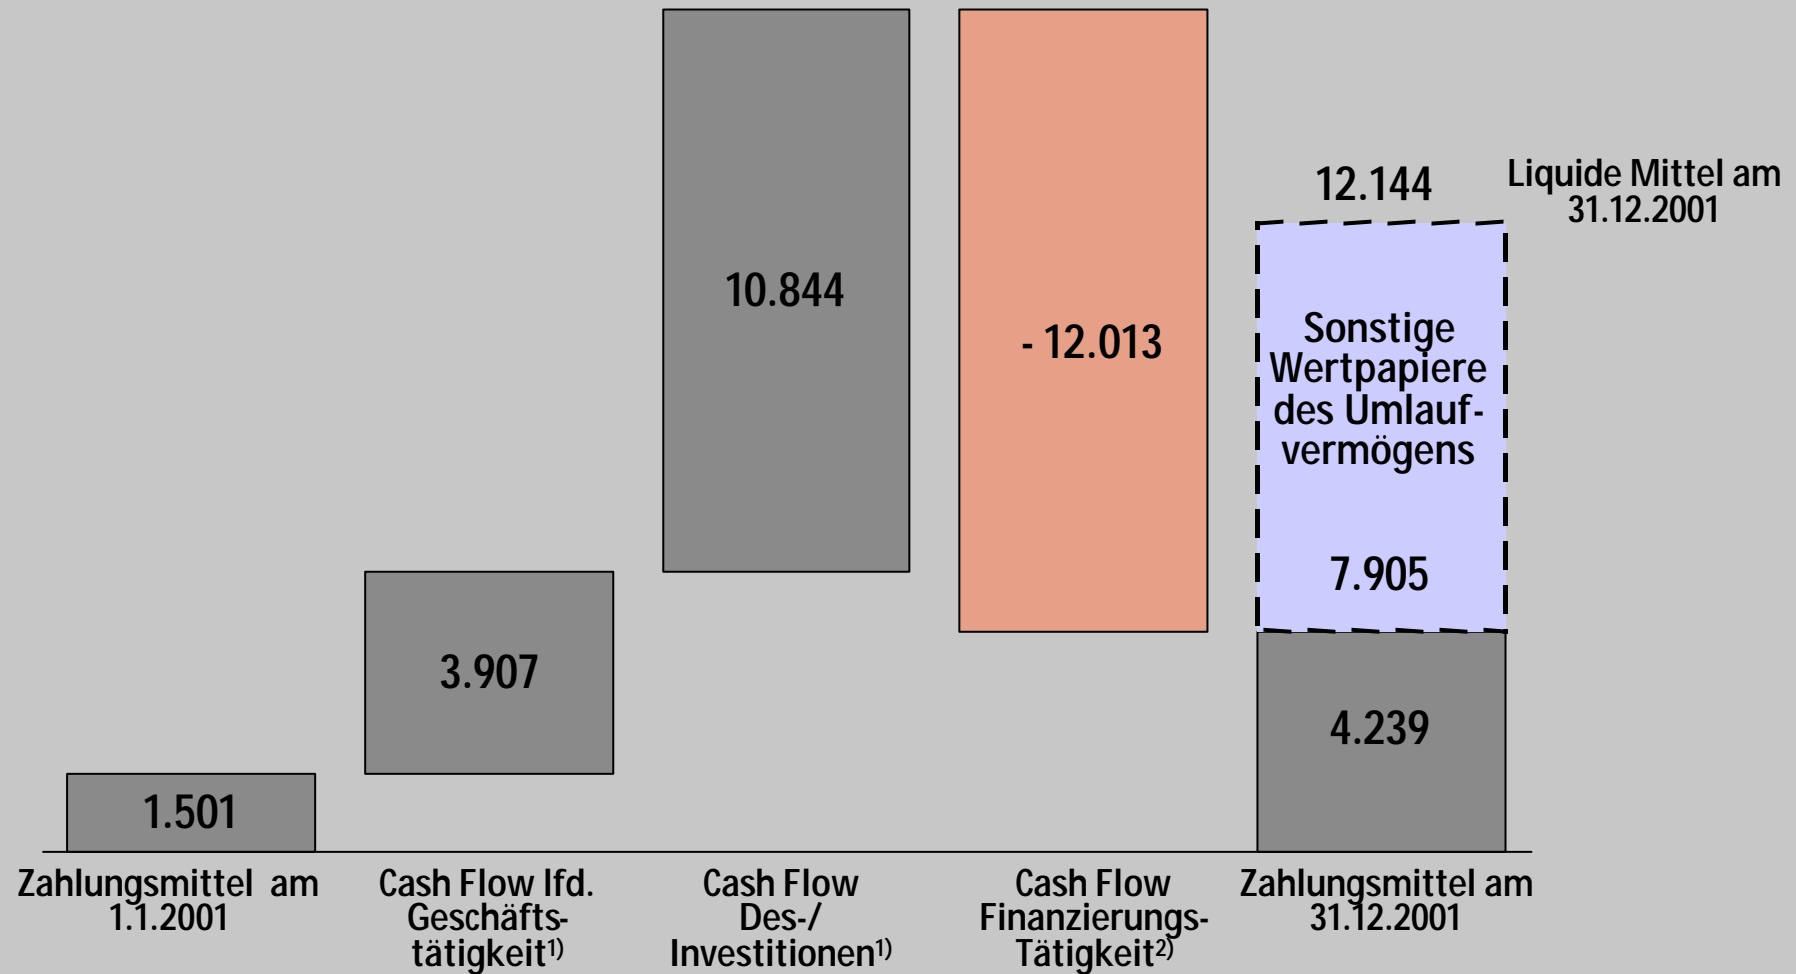 12.144
Liquide Mittel am
31.12.2001
10.844
- 12.013
Sonstige
Wertpapiere
des Umlauf-
vermögens
7.905
3.907
4.239
1.501
Zahlungsmittel am
1.1.2001
Cash Flow lfd.
Geschäfts-
tätigkeit1)
Cash Flow
Des-/
Investitionen1)
Cash Flow
Finanzierungs-
Tätigkeit2)
Zahlungsmittel am
31.12.2001